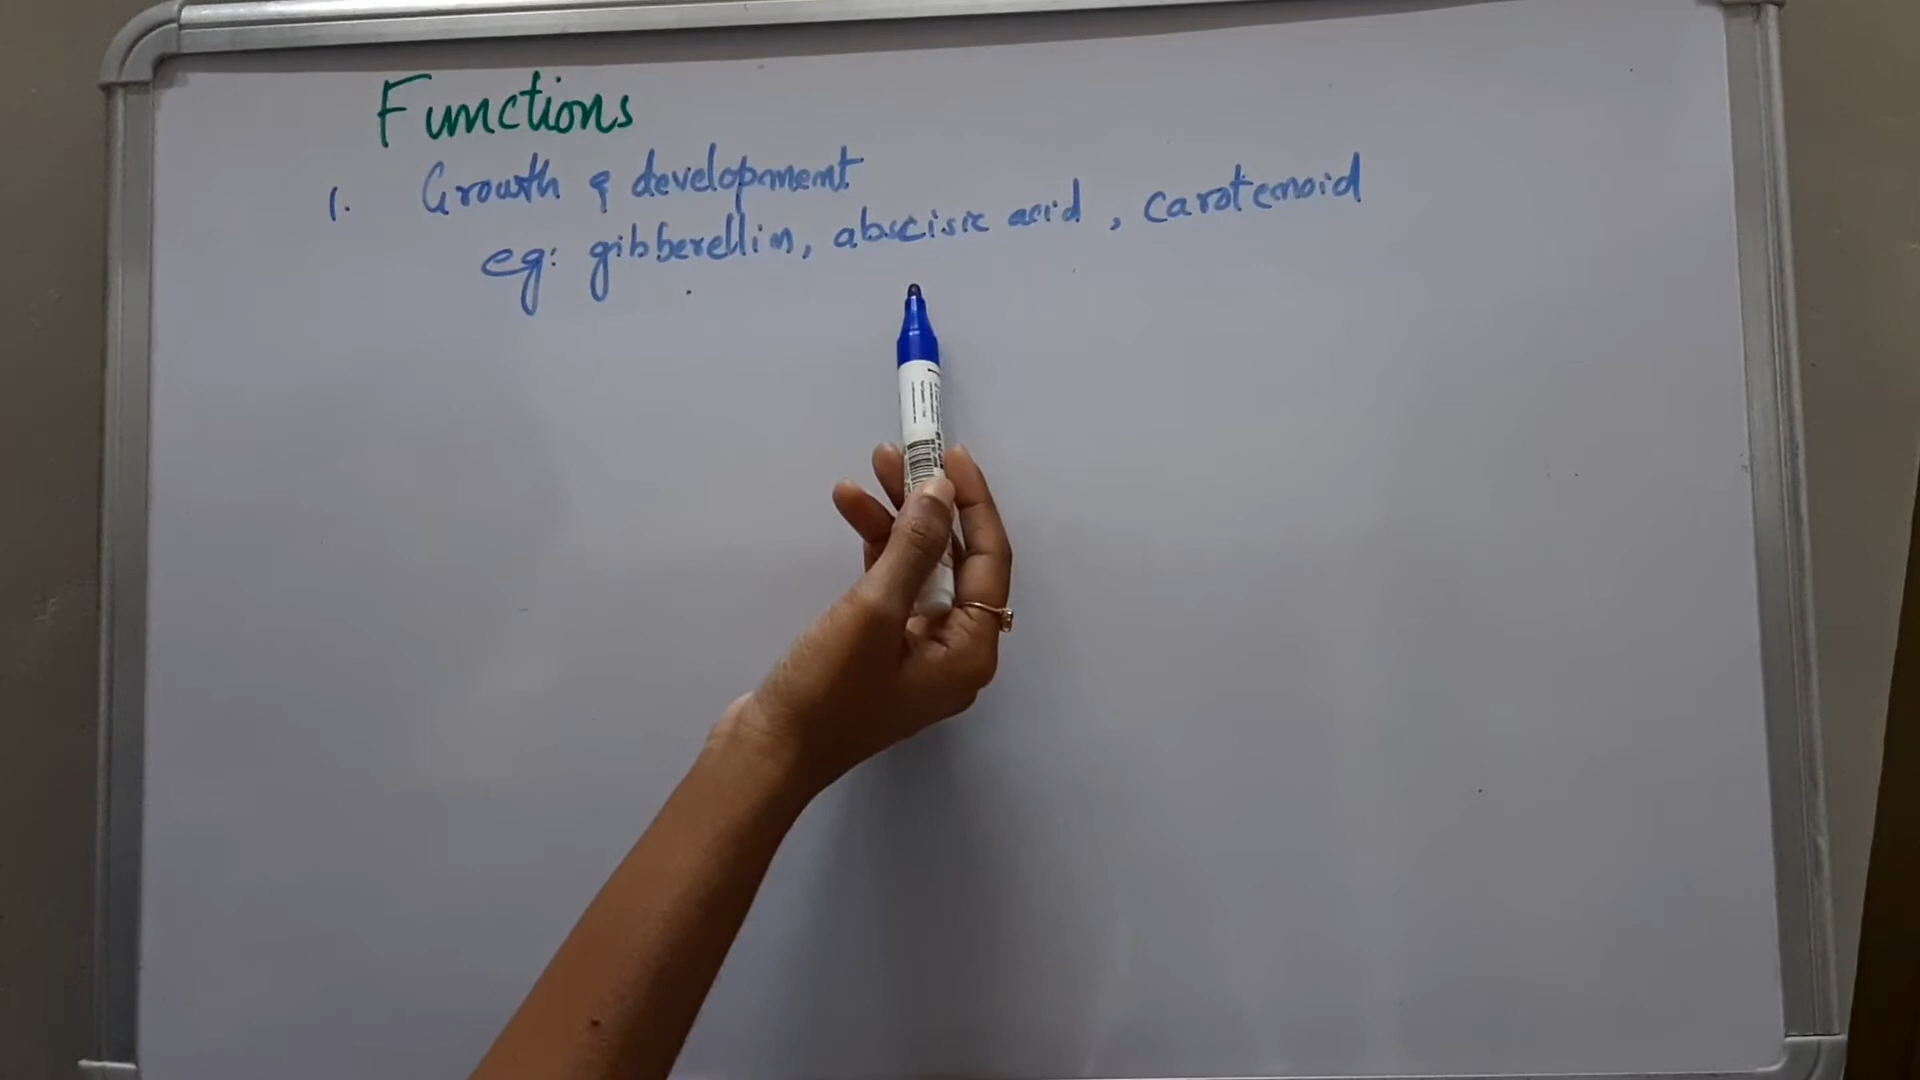 Functions
1. Growth & development
eg: gibberellin, abscisic acid, carotenoid